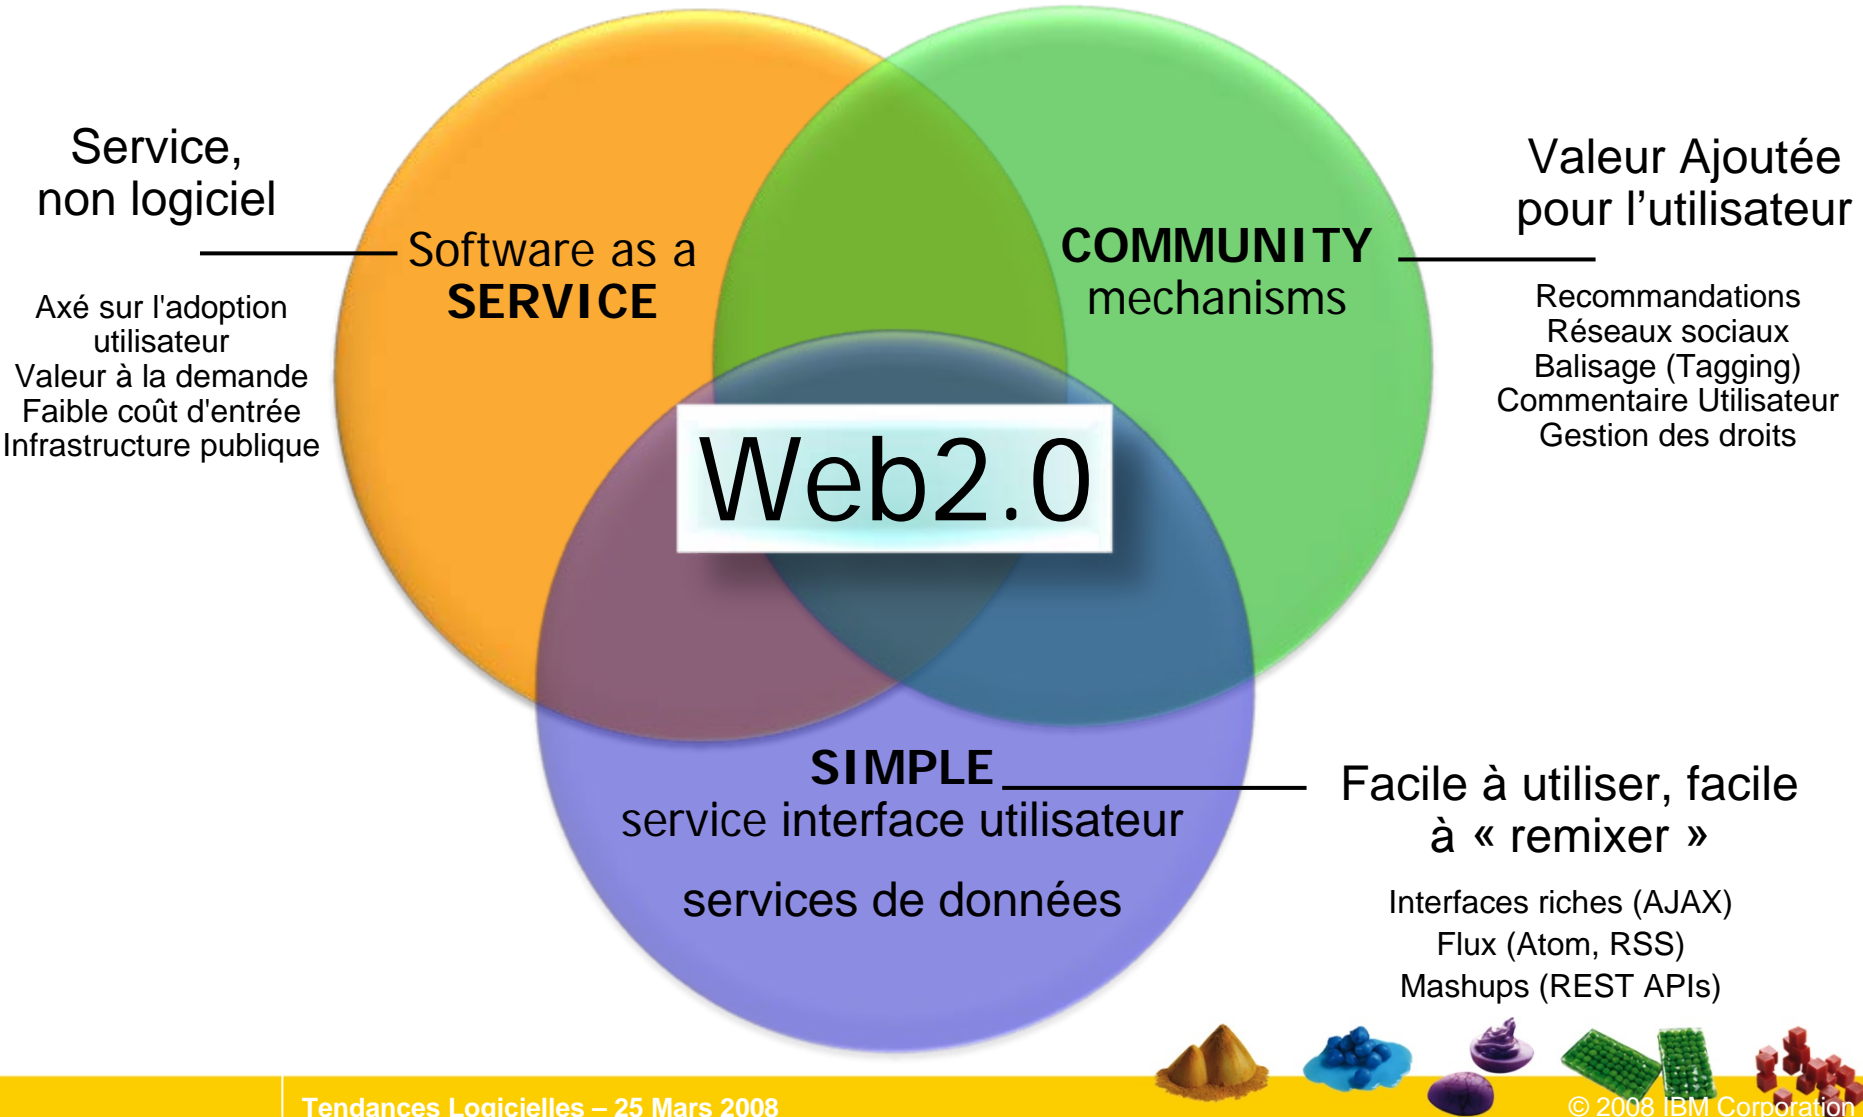 Service,
non logiciel
Axé sur l'adoption
utilisateur
Valeur à la demande
Faible coût d'entrée
Infrastructure publique
Software as a
SERVICE
COMMUNITY
mechanisms
Valeur Ajoutée
pour l’utilisateur
Recommandations
Réseaux sociaux
Balisage (Tagging)
Commentaire Utilisateur
Gestion des droits
Web2.0
SIMPLE
service interface utilisateur
services de données
Facile à utiliser, facile
à « remixer »
Interfaces riches (AJAX)
Flux (Atom, RSS)
Mashups (REST APIs)
Tendances Logicielles – 25 Mars 2008
© 2008 IBM Corporation